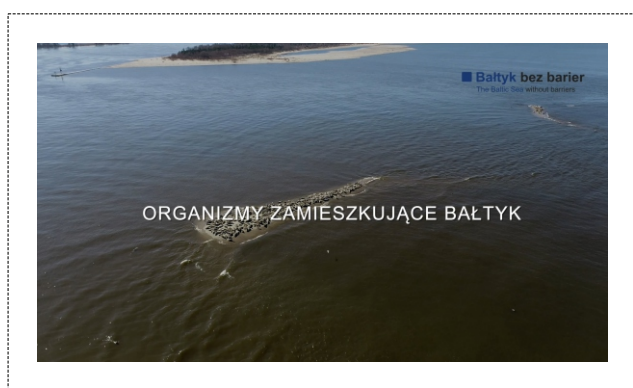 Bałtyk bez barier
The Baltic Sea without barriers
ORGANIZMY ZAMIESZKUJĄCE BAŁTYK